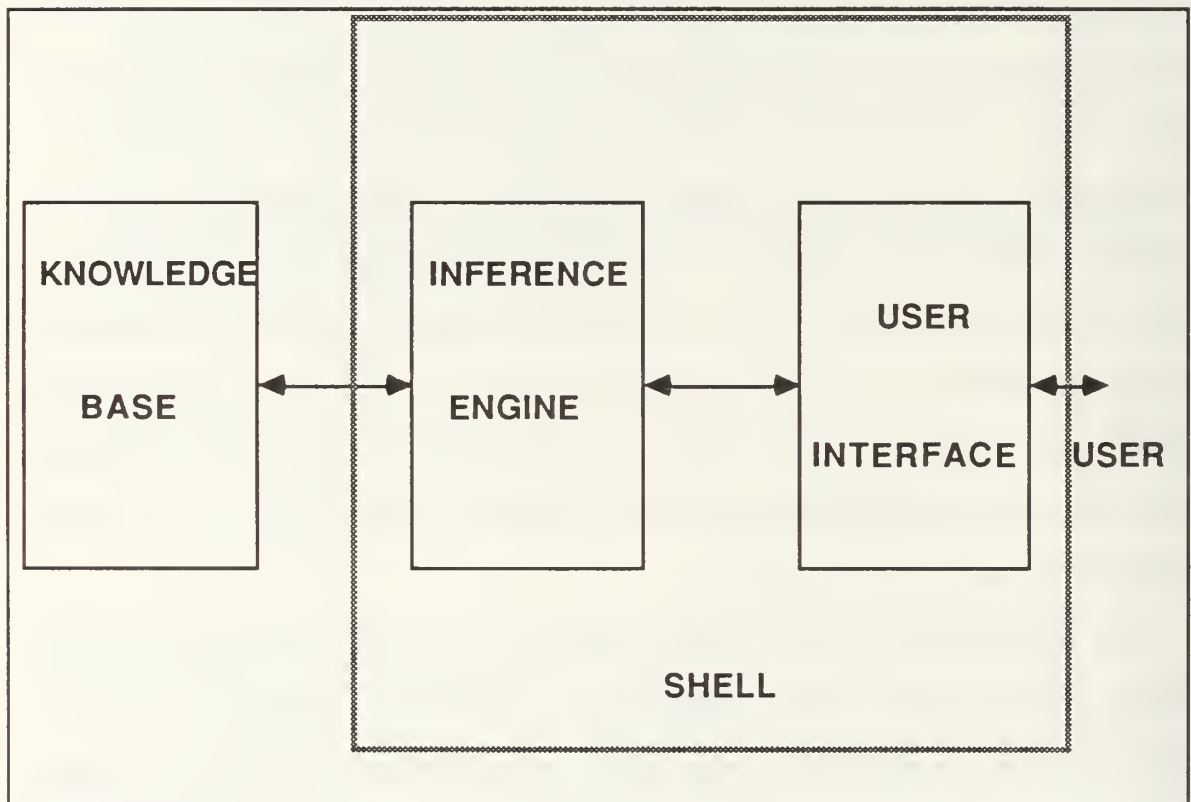 KNOWLEDGE
BASE
INFERENCE
ENGINE
USER
INTERFACE
USER
SHELL